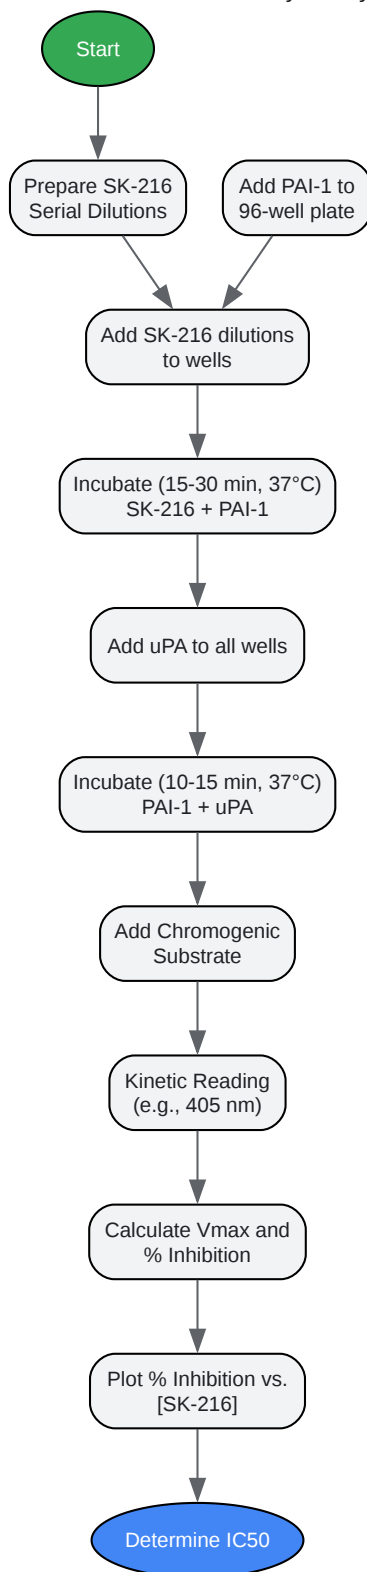 Start
Prepare SK-216
Serial Dilutions
Add PAI-1 to
96-well plate
Add SK-216 dilutions
to wells
Incubate (15-30 min, 37°C)
SK-216 + PAI-1
Add uPA to all wells
Incubate (10-15 min, 37°C)
PAI-1 + uPA
Add Chromogenic
Substrate
Kinetic Reading
(e.g., 405 nm)
Calculate Vmax and
% Inhibition
Plot % Inhibition vs.
[SK-216]
Determine IC50